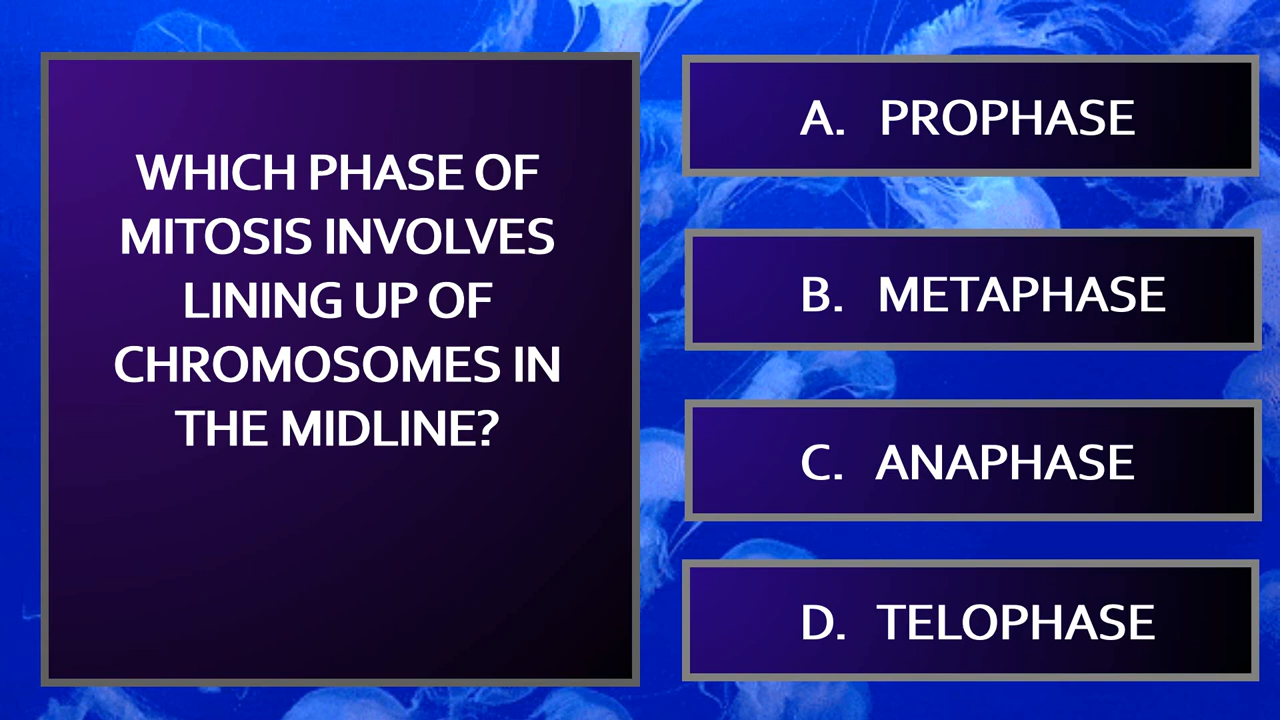 WHICH PHASE OF
MITOSIS INVOLVES
LINING UP OF
CHROMOSOMES IN
THE MIDLINE?
A. PROPHASE
B. METAPHASE
C. ANAPHASE
D. TELOPHASE